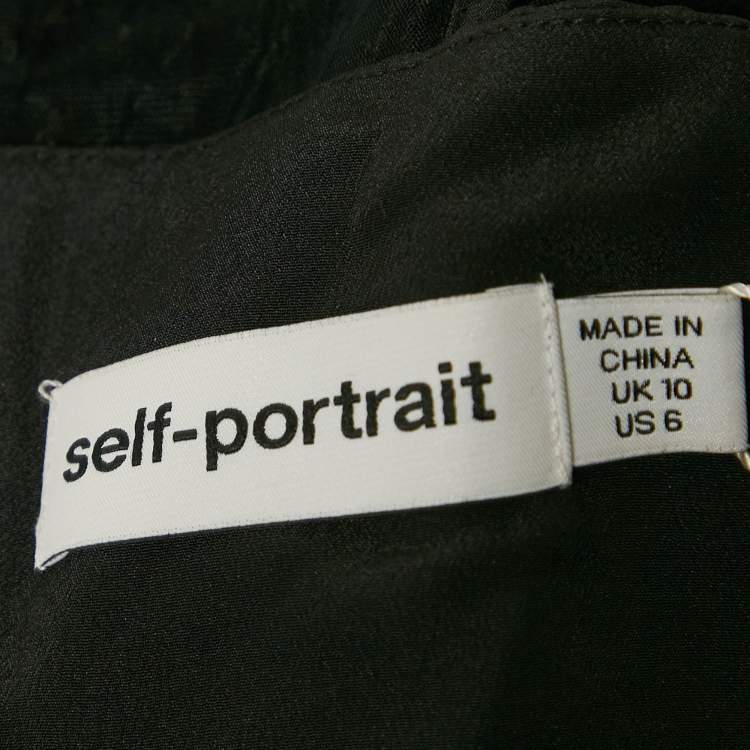 self-portrait
MADE IN
CHINA
UK 10
US 6